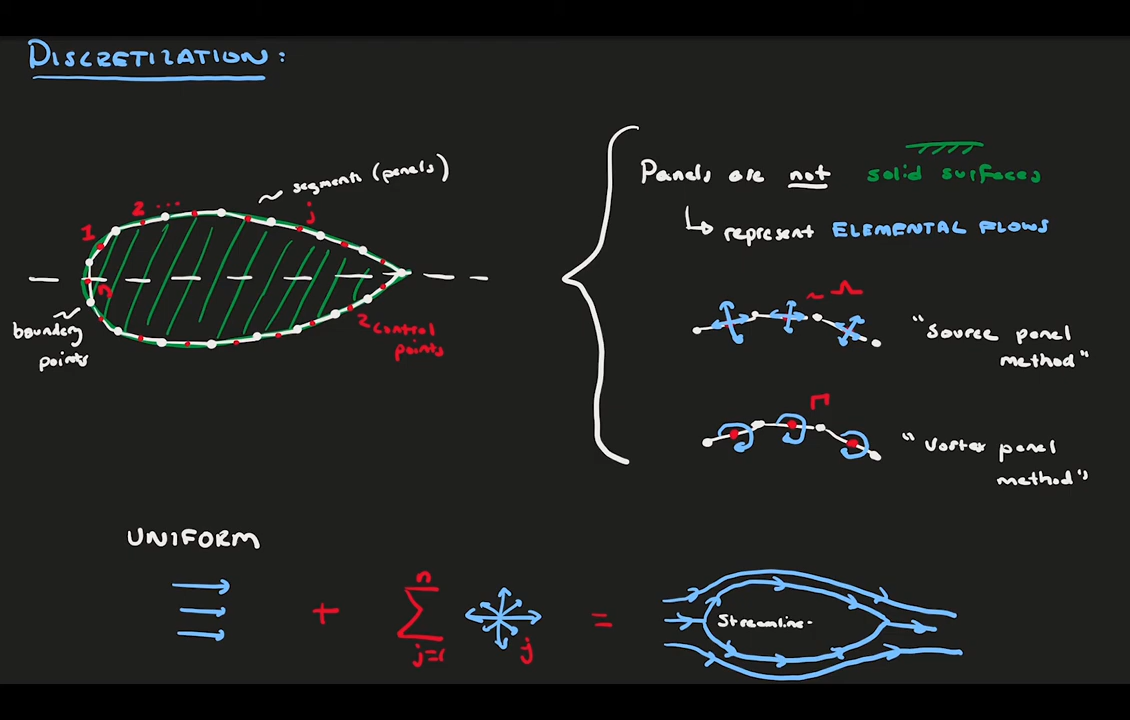 DISCRETIZATION:
segments (panels)
1
2 ...
j
n
boundary
points
control
points
Panels are not solid surfaces
represent ELEMENTAL FLOWS
~ Λ
"Source panel
method"
Γ
"Vortex panel
method"
UNIFORM
+ n ∑ j=1 j =
Streamline